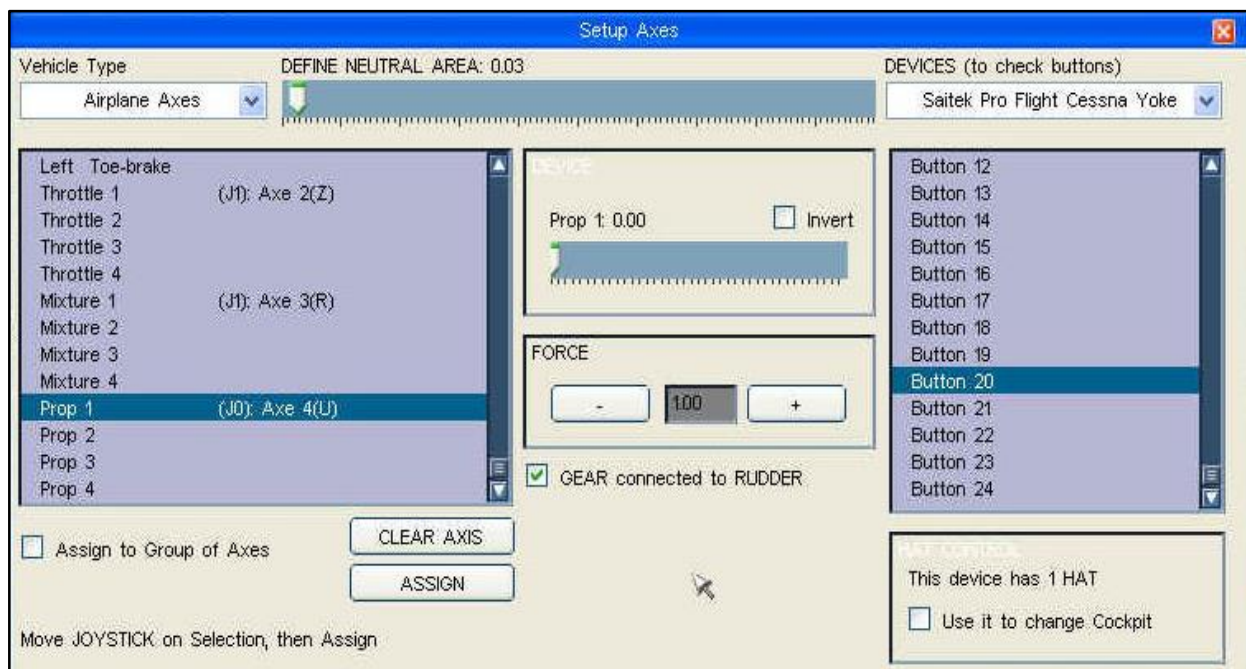 Setup Axes
Vehicle Type
DEFINE NEUTRAL AREA: 0.03
DEVICES (to check buttons)
Airplane Axes
Saitek Pro Flight Cessna Yoke
Left Toe-brake
Throttle 1 (J1): Axe 2(Z)
Throttle 2
Throttle 3
Throttle 4
Mixture 1 (J1): Axe 3(R)
Mixture 2
Mixture 3
Mixture 4
Prop 1 (J0): Axe 4(U)
Prop 2
Prop 3
Prop 4
Assign to Group of Axes
CLEAR AXIS
ASSIGN
Move JOYSTICK on Selection, then Assign
DEVICE
Prop 1: 0.00
Invert
FORCE
-
1.00
+
GEAR connected to RUDDER
Button 12
Button 13
Button 14
Button 15
Button 16
Button 17
Button 18
Button 19
Button 20
Button 21
Button 22
Button 23
Button 24
HAT CONTROL
This device has 1 HAT
Use it to change Cockpit